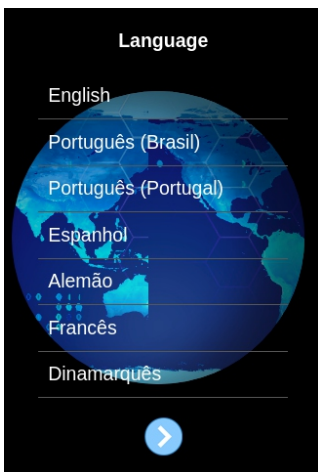 Language
English
Português (Brasil)
Português (Portugal)
Espanhol
Alemão
Francês
Dinamarquês